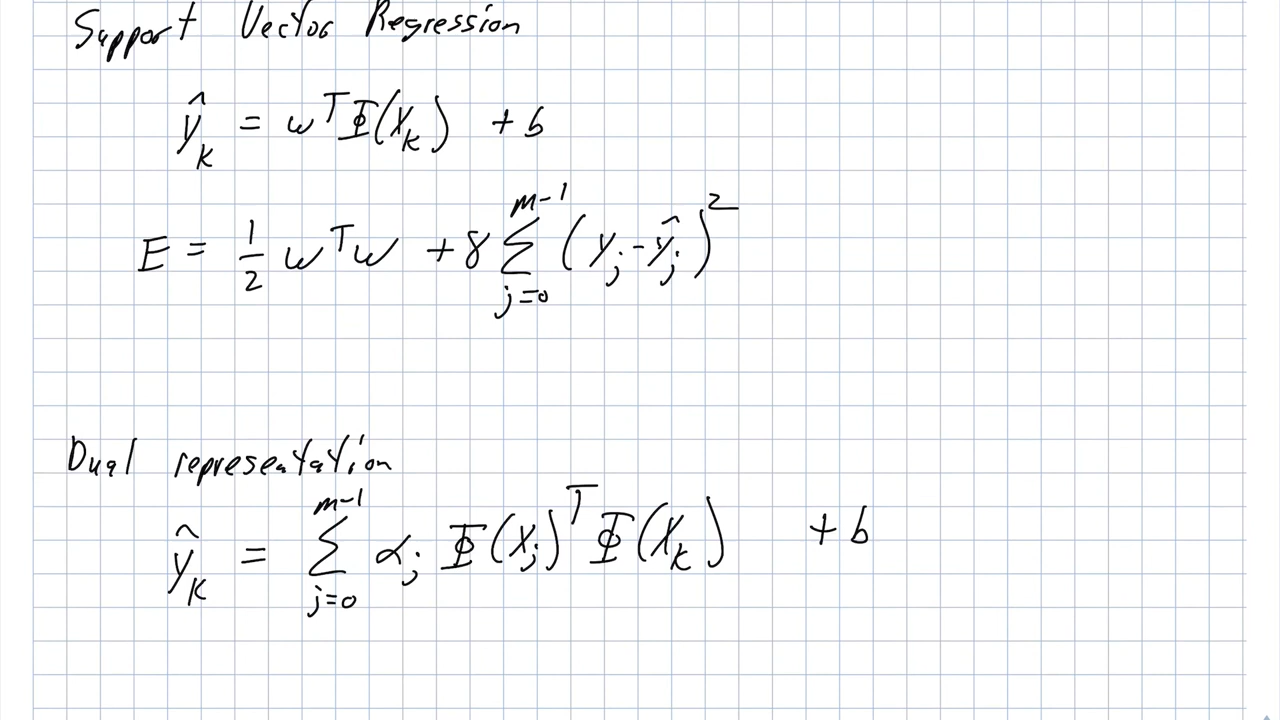 Support Vector Regression
ŷ_k = w^T Φ(x_k) + b
E = 1/2 w^T w + γ Σ_{j=0}^{m-1} (y_j - ŷ_j)^2
Dual representation
ŷ_k = Σ_{j=0}^{m-1} α_j Φ(x_j)^T Φ(x_k) + b